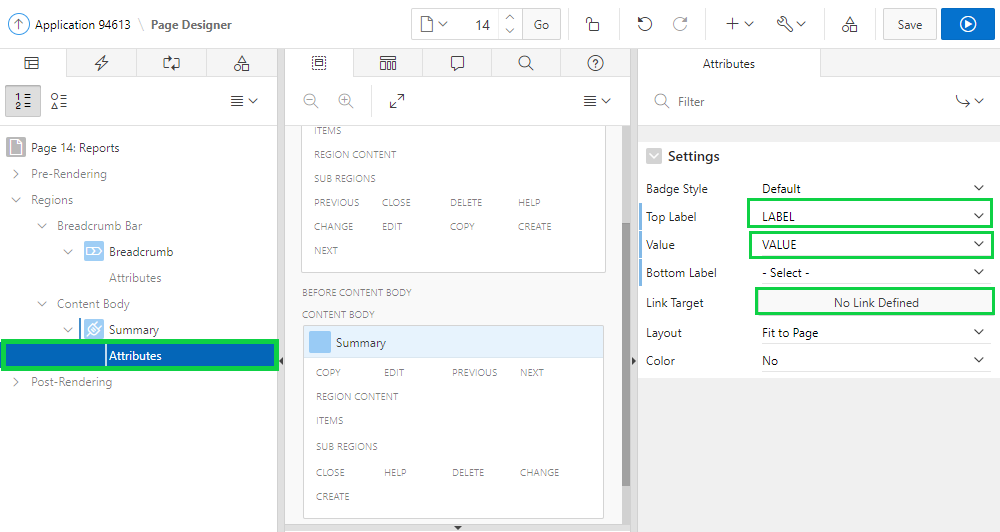 Application 94613 \ Page Designer
14
Go
Save
Attributes
Filter
Page 14: Reports
Pre-Rendering
Regions
Breadcrumb Bar
Breadcrumb
Attributes
Content Body
Summary
Attributes
Post-Rendering
ITEMS
REGION CONTENT
SUB REGIONS
PREVIOUS CLOSE DELETE HELP
CHANGE EDIT COPY CREATE
NEXT
BEFORE CONTENT BODY
CONTENT BODY
Summary
COPY EDIT PREVIOUS NEXT
REGION CONTENT
ITEMS
SUB REGIONS
CLOSE HELP DELETE CHANGE
CREATE
Settings
Badge Style Default
Top Label LABEL
Value VALUE
Bottom Label - Select -
Link Target No Link Defined
Layout Fit to Page
Color No